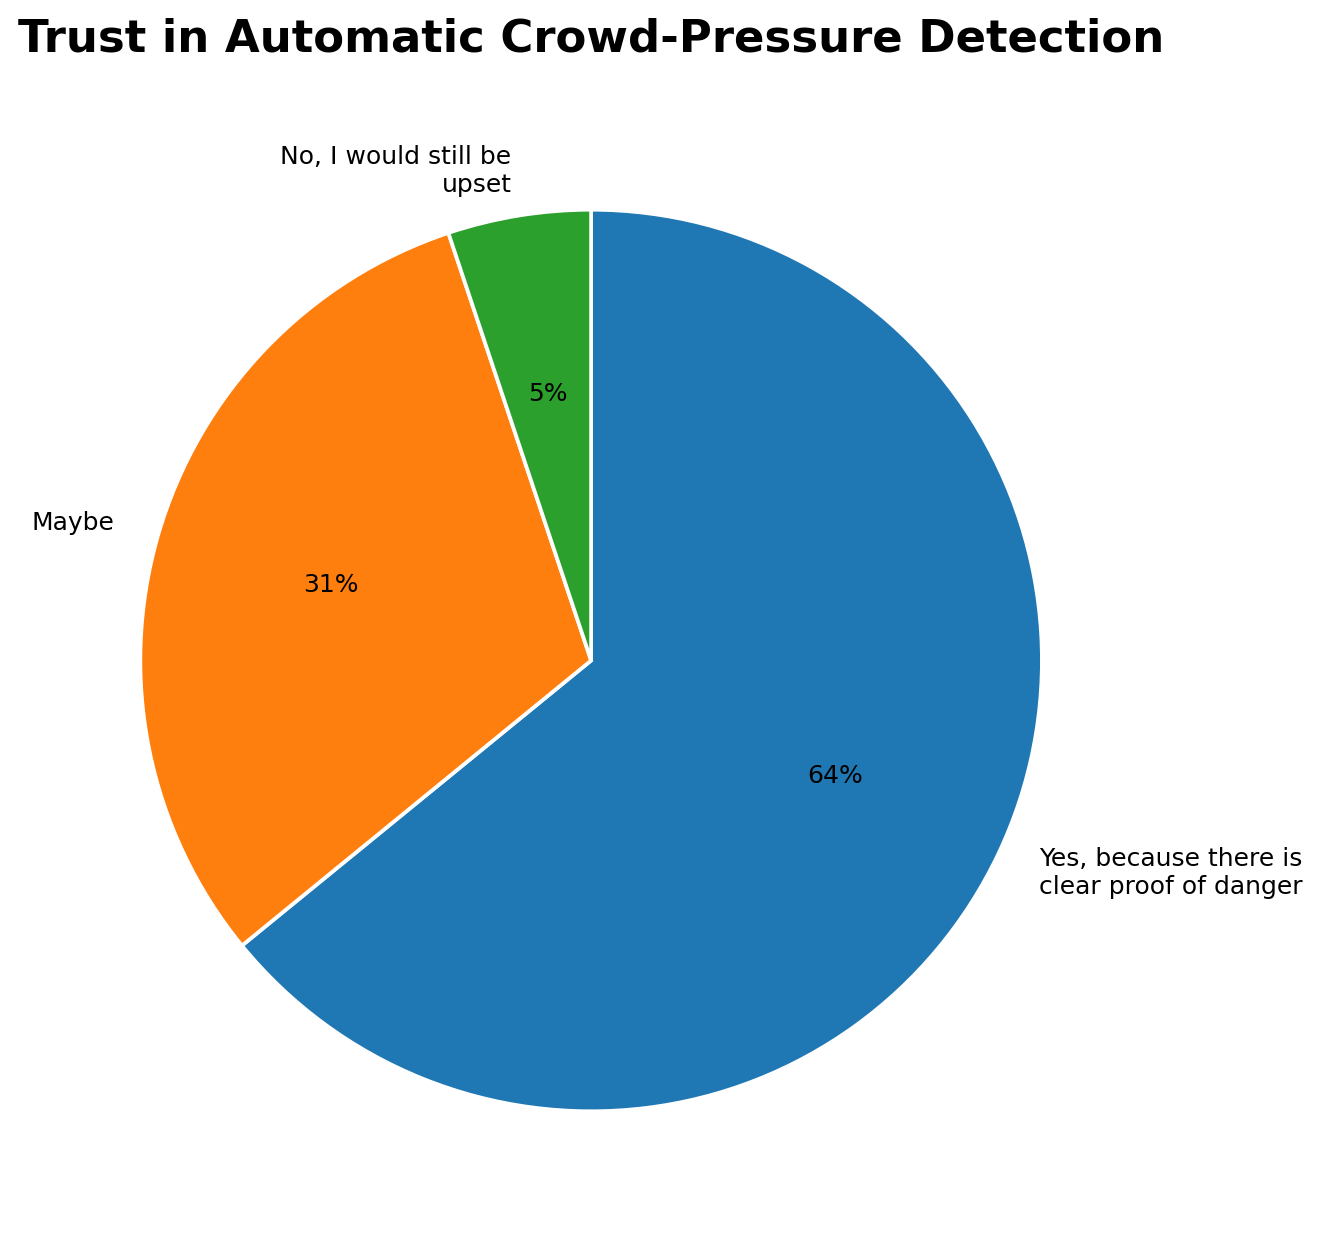 Trust in Automatic Crowd-Pressure Detection
No, I would still be
upset
5%
Maybe
31%
64%
Yes, because there is
clear proof of danger